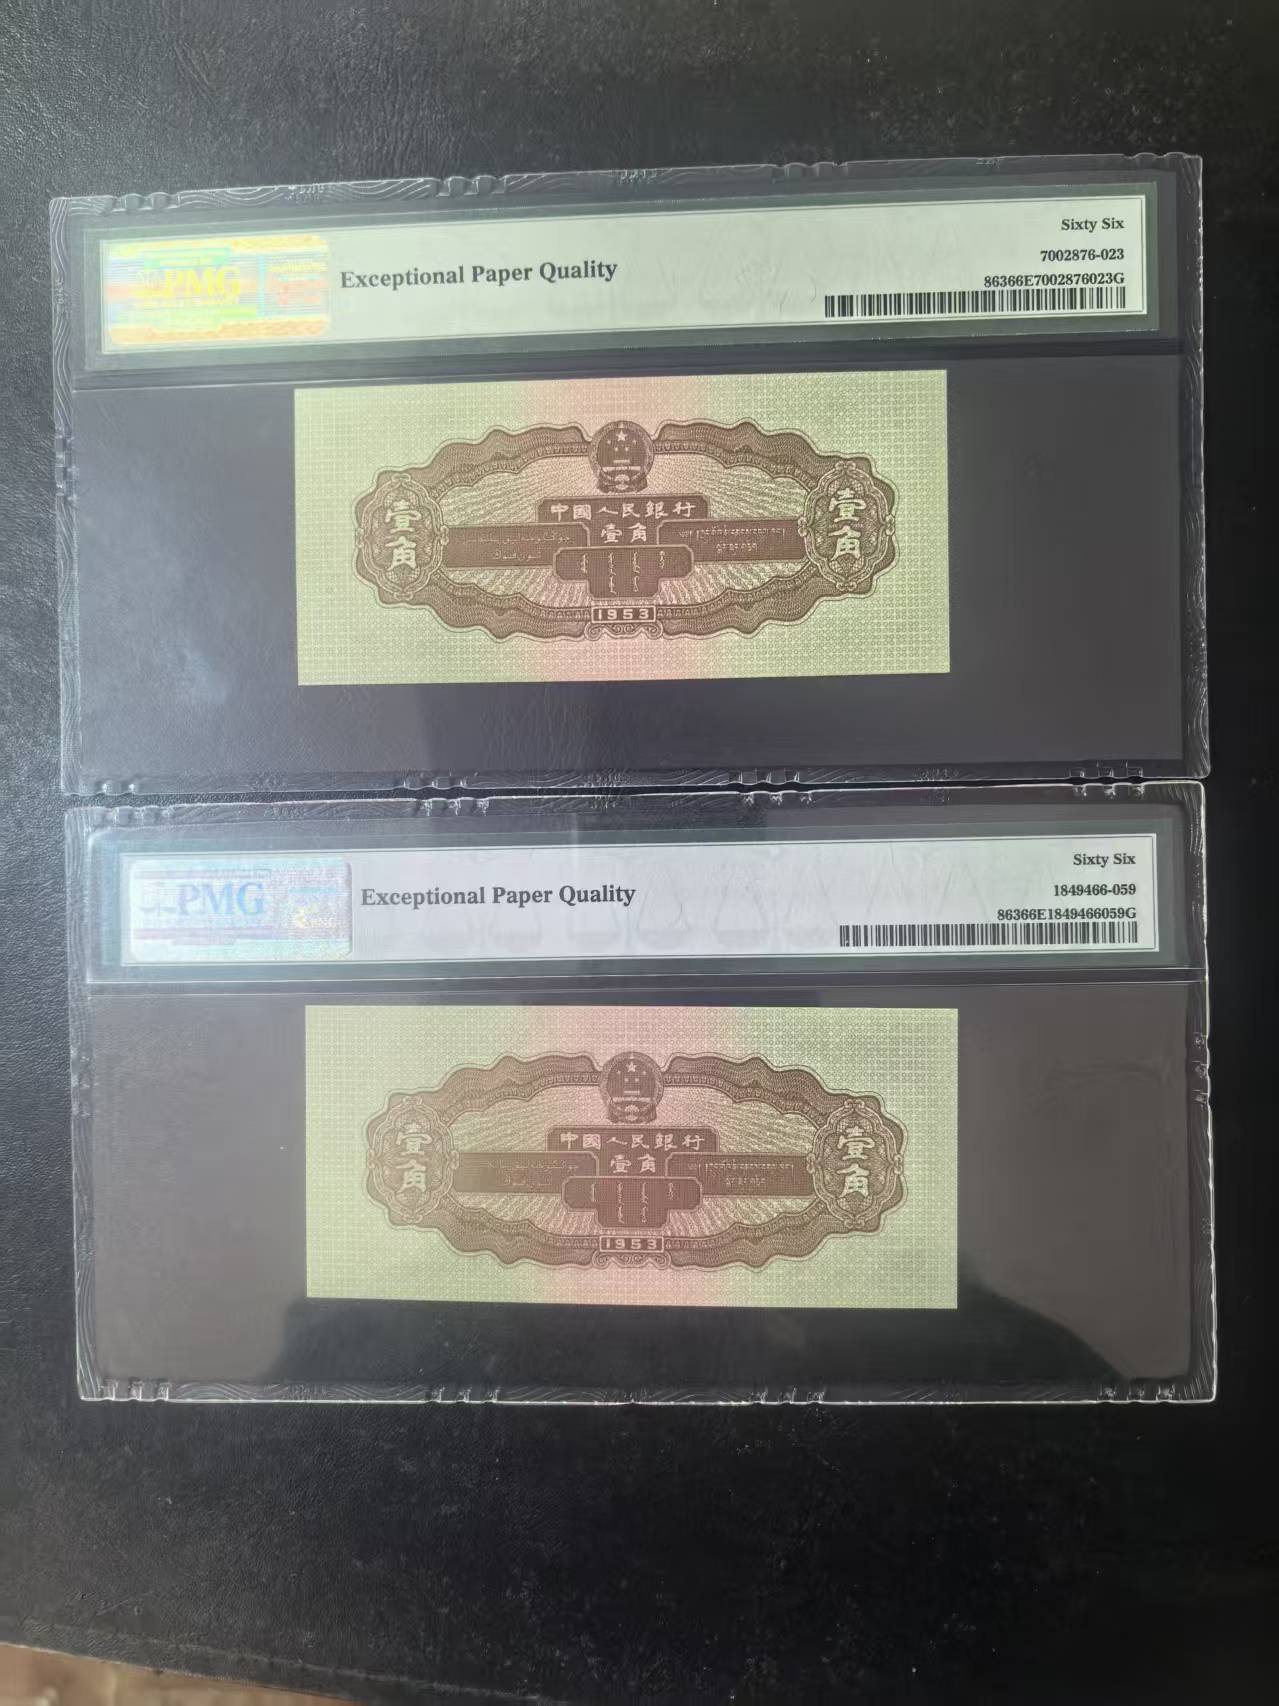 PMG
Exceptional Paper Quality
Sixty Six
7002876-023
86366E7002876023G
中國人民銀行
壹角
壹角
壹角
1953
PMG
Exceptional Paper Quality
Sixty Six
1849466-059
86366E1849466059G
中國人民銀行
壹角
壹角
壹角
1953